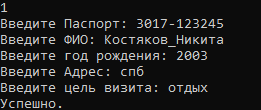 1
Введите Паспорт: 3017-123245
Введите ФИО: Костяков_Никита
Введите год рождения: 2003
Введите Адрес: спб
Введите цель визита: отдых
Успешно.